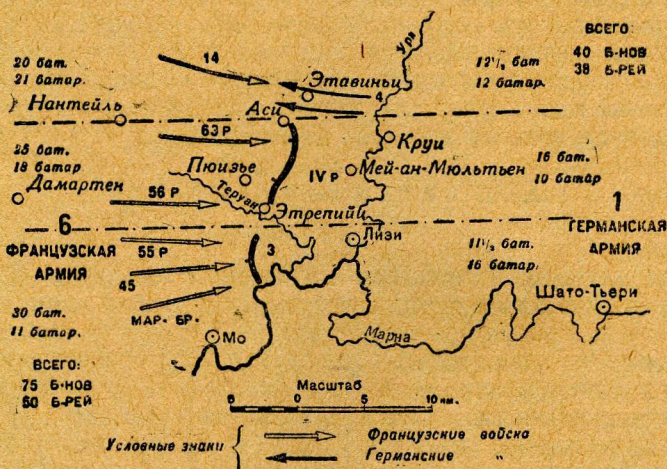 ВСЕГО:
40 Б-НОВ
38 Б-РЕЙ
20 бат.
21 батар.
14
Этавиньи
4
Урк
12½ бат
12 батар.
Нантейль
Аси
63 Р
Круи
25 бат.
18 батар
Пюизье
IV Р
Мей-ан-Мюльтьен
16 бат.
10 батар
Дамартен
56 Р
Теруан
Этрепийи
6
ФРАНЦУЗСКАЯ
АРМИЯ
1
ГЕРМАНСКАЯ
АРМИЯ
55 Р
3
Лизи
11½ бат.
16 батар.
45
МАР. БР.
Шато-Тьери
30 бат.
11 батар.
Мо
Марна
ВСЕГО:
75 Б-НОВ
60 Б-РЕЙ
Масштаб
5 0 5 10 км.
Условные знаки
Французские войска
Германские "